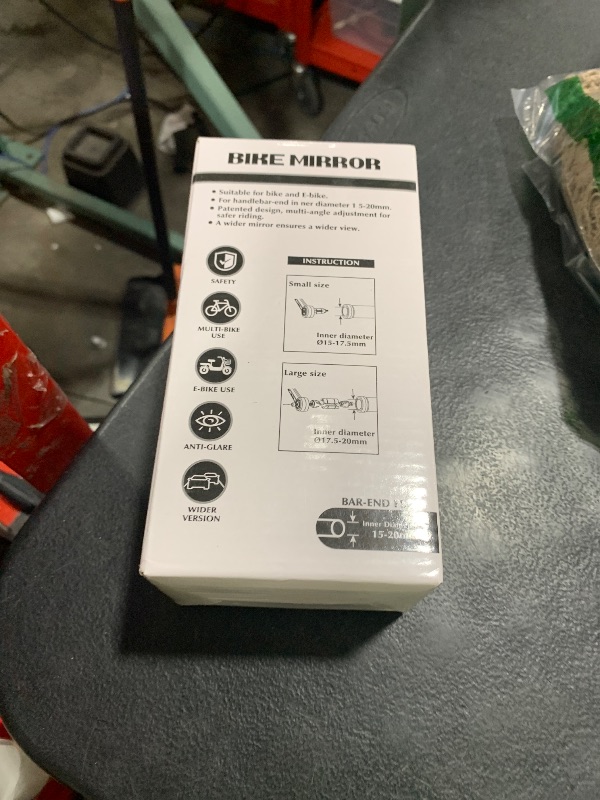 BIKE MIRROR
• Suitable for bike and E-bike.
• For handlebar-end in ner diameter 1 5-20mm.
• Patented design, multi-angle adjustment for
safer riding.
• A wider mirror ensures a wider view.
SAFETY
MULTI-BIKE
USE
E-BIKE USE
ANTI-GLARE
WIDER
VERSION
INSTRUCTION
Small size
Inner diameter
Ø15-17.5mm
Large size
Inner diameter
Ø17.5-20mm
BAR-END
Inner
15-20mm